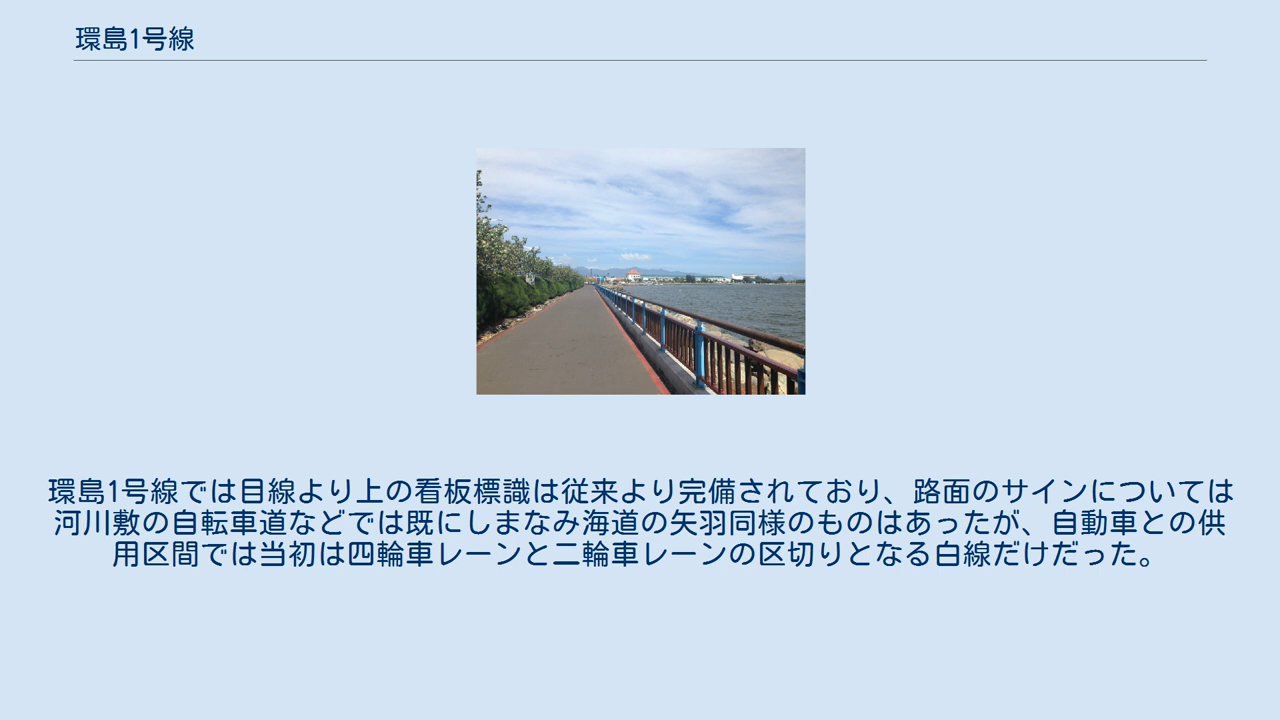 環島1号線
環島1号線では目線より上の看板標識は従来より完備されており、路面のサインについては
河川敷の自転車道などでは既にしまなみ海道の矢羽同様のものはあったが、自動車との供
用区間では当初は四輪車レーンと二輪車レーンの区切りとなる白線だけだった。